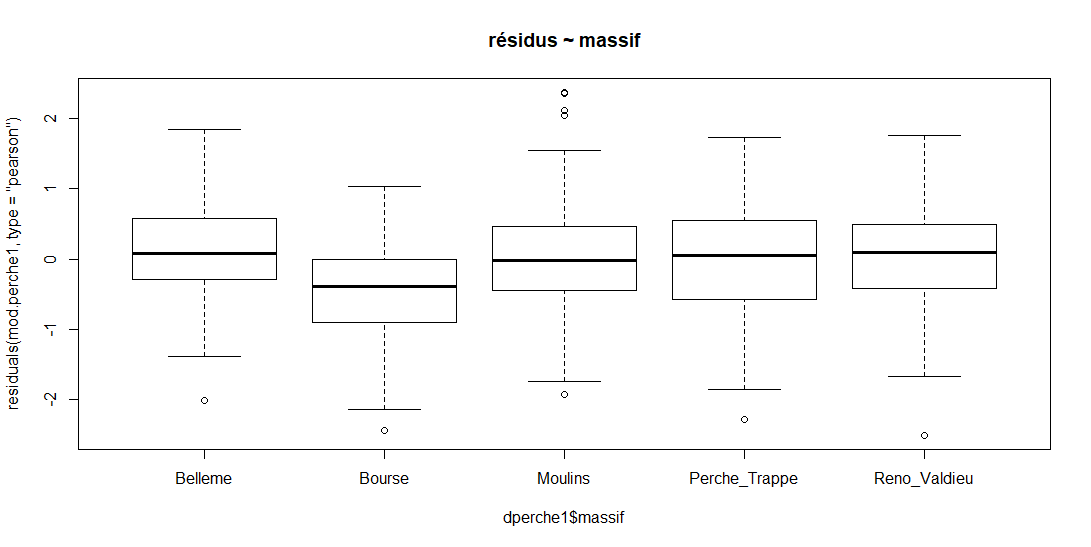 résidus ~ massif
residuals(mod.perche1, type = "pearson")
2
1
0
-1
-2
Belleme Bourse Moulins Perche_Trappe Reno_Valdieu
dperche1$massif